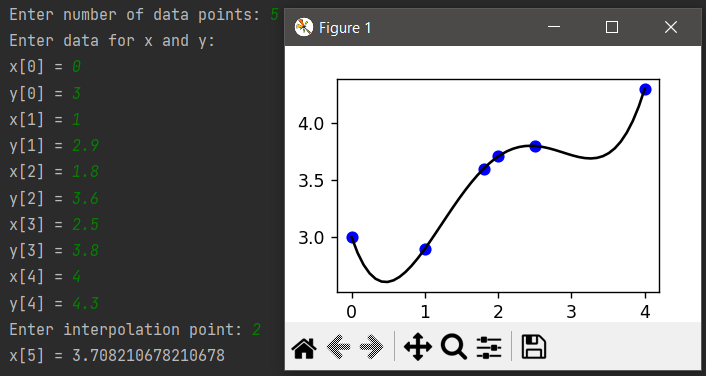 Enter number of data points: 5
Enter data for x and y:
x[0] = 0
y[0] = 3
x[1] = 1
y[1] = 2.9
x[2] = 1.8
y[2] = 3.6
x[3] = 2.5
y[3] = 3.8
x[4] = 4
y[4] = 4.3
Enter interpolation point: 2
x[5] = 3.708210678210678
Figure 1
4.0
3.5
3.0
0 1 2 3 4